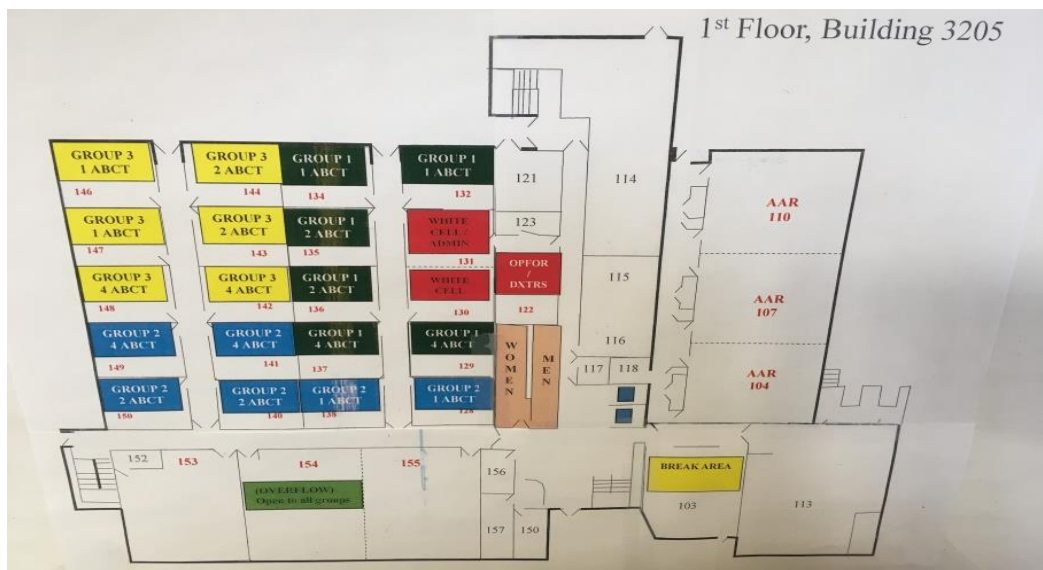 1st Floor, Building 3205
GROUP 3
1 ABCT
146
GROUP 3
2 ABCT
144
GROUP 1
1 ABCT
134
GROUP 1
1 ABCT
132
121
114
AAR
110
GROUP 3
1 ABCT
147
GROUP 3
2 ABCT
143
GROUP 1
2 ABCT
135
WHITE
CELL /
ADMIN
131
123
GROUP 3
4 ABCT
148
GROUP 3
4 ABCT
142
GROUP 1
2 ABCT
136
WHITE
CELL
130
OPFOR
/
DXTRS
122
115
AAR
107
GROUP 2
4 ABCT
149
GROUP 2
4 ABCT
141
GROUP 1
4 ABCT
137
GROUP 1
4 ABCT
129
WOMEN
MEN
116
117
118
AAR
104
GROUP 2
2 ABCT
150
GROUP 2
2 ABCT
140
GROUP 2
1 ABCT
138
GROUP 2
1 ABCT
128
152
153
154
155
156
(OVERFLOW)
Open to all groups
157
150
BREAK AREA
103
113